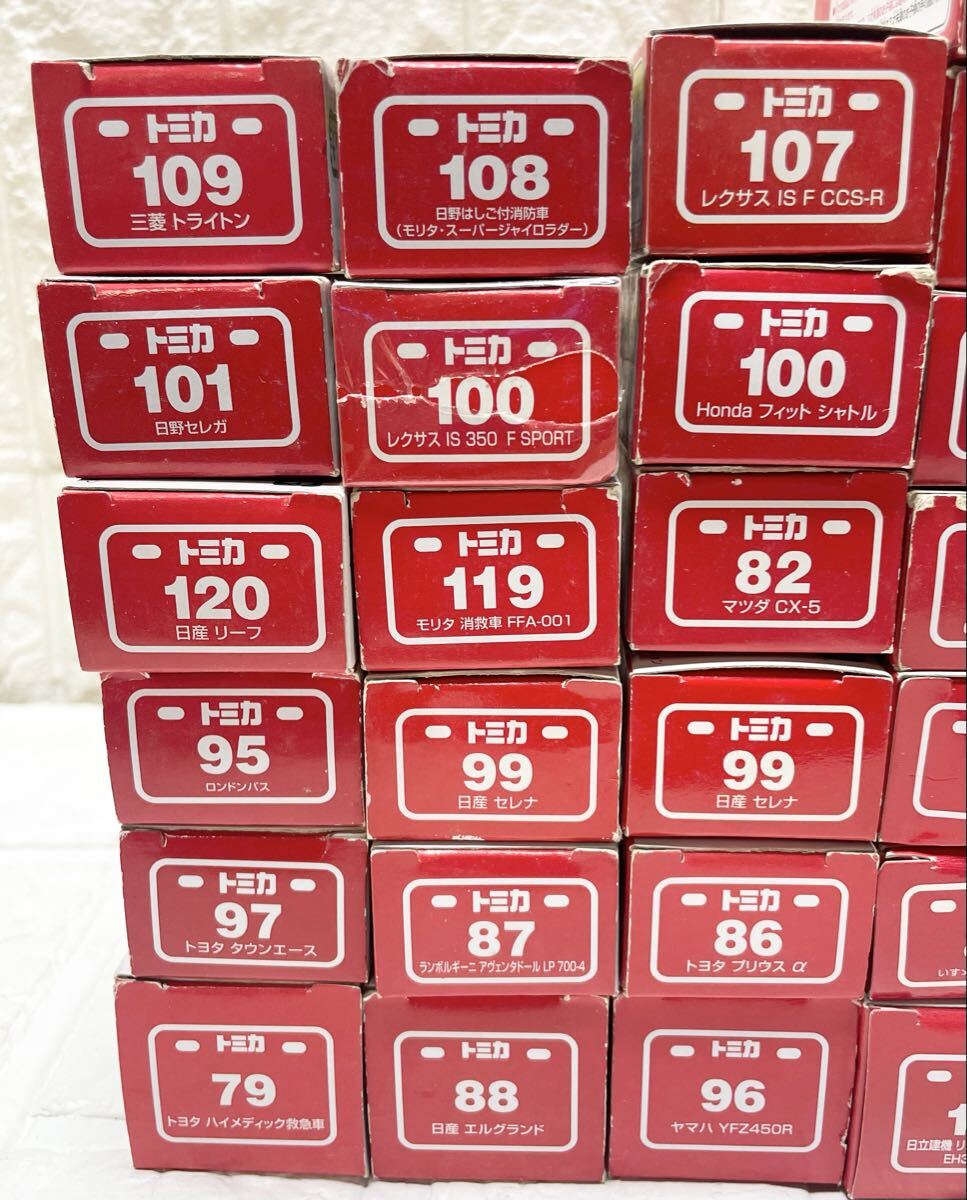 トミカ
109
三菱 トライトン
トミカ
108
日野はしご付消防車
(モリタ・スーパージャイロラダー)
トミカ
107
レクサス IS F CCS-R
トミカ
101
日野セレガ
トミカ
100
レクサス IS 350 F SPORT
トミカ
100
Honda フィット シャトル
トミカ
120
日産 リーフ
トミカ
119
モリタ 消救車 FFA-001
トミカ
82
マツダ CX-5
トミカ
95
ロンドンバス
トミカ
99
日産 セレナ
トミカ
99
日産 セレナ
トミカ
97
トヨタ タウンエース
トミカ
87
ランボルギーニ アヴェンタドール LP 700-4
トミカ
86
トヨタ プリウス α
いすゞ
トミカ
79
トヨタ ハイメディック救急車
トミカ
88
日産 エルグランド
トミカ
96
ヤマハ YFZ450R
1
日立建機 リ
EH3